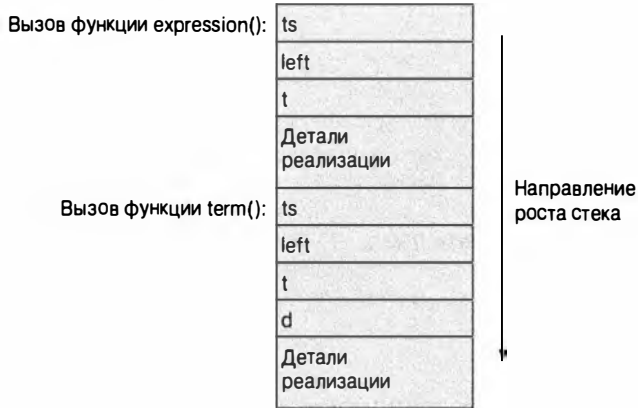 Вызов функции expression(): ts
left
t
Детали
реализации
Вызов функции term(): ts
left
t
d
Детали
реализации
Направление
роста стека